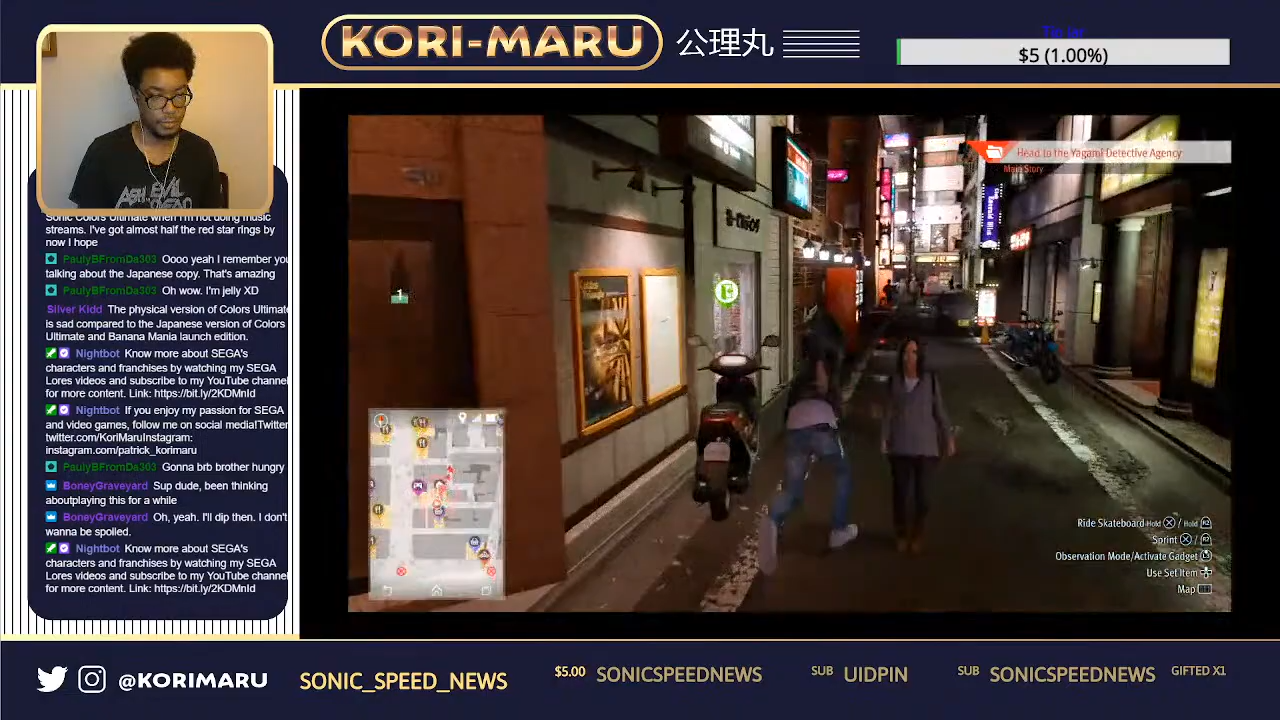 KORI-MARU
公理丸
Tip jar
$5 (1.00%)
Head to the Yagami Detective Agency
Main Story
Sonic Colors Ultimate when I'm not doing music
streams. I've got almost half the red star rings by
now I hope
PaulyBFromDa303 Oooo yeah I remember you
talking about the Japanese copy. That's amazing
PaulyBFromDa303 Oh wow. I'm jelly XD
Silver Kidd The physical version of Colors Ultimate
is sad compared to the Japanese version of Colors
Ultimate and Banana Mania launch edition.
Nightbot Know more about SEGA's
characters and franchises by watching my SEGA
Lores videos and subscribe to my YouTube channel
for more content. Link: https://bit.ly/2KDMnId
Nightbot If you enjoy my passion for SEGA
and video games, follow me on social media!Twitter
twitter.com/KoriMaruInstagram:
instagram.com/patrick_korimaru
PaulyBFromDa303 Gonna brb brother hungry
BoneyGraveyard Sup dude, been thinking
aboutplaying this for a while
BoneyGraveyard Oh, yeah. I'll dip then. I don't
wanna be spoiled.
Nightbot Know more about SEGA's
characters and franchises by watching my SEGA
Lores videos and subscribe to my YouTube channel
for more content. Link: https://bit.ly/2KDMnId
1
Ride Skateboard Hold / Hold R2
Sprint / R2
Observation Mode/Activate Gadget
Use Set Item
Map
@KORIMARU
SONIC_SPEED_NEWS
$5.00 SONICSPEEDNEWS
SUB UIDPIN
SUB SONICSPEEDNEWS GIFTED X1